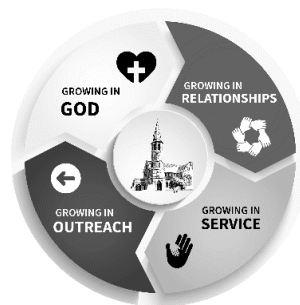 GROWING IN
GOD
GROWING IN
RELATIONSHIPS
GROWING IN
OUTREACH
GROWING IN
SERVICE